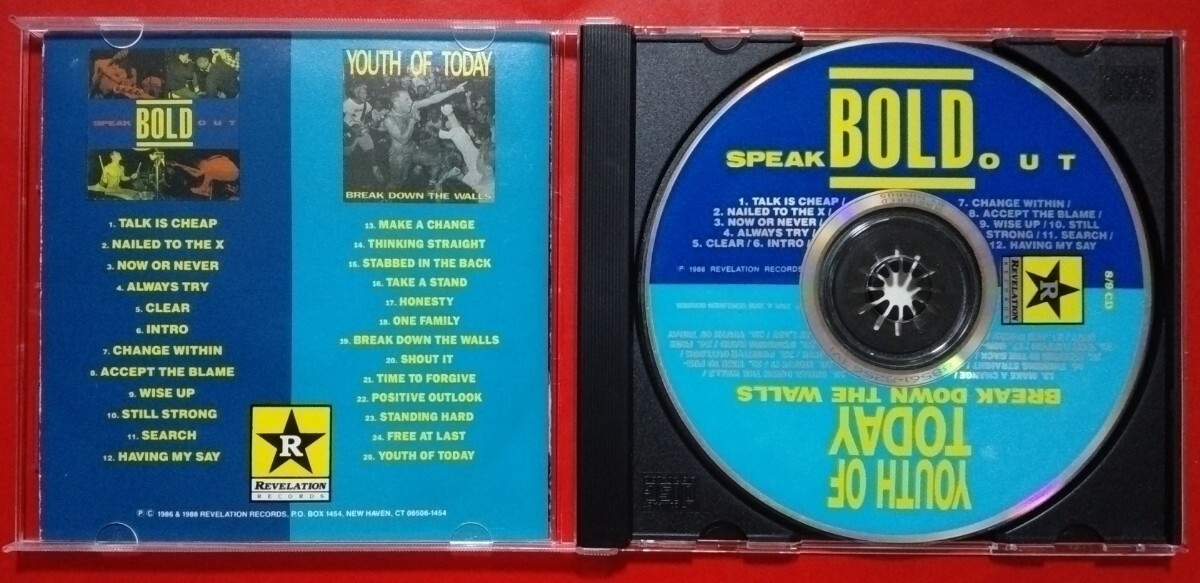 SPEAK BOLD OUT
1. TALK IS CHEAP
2. NAILED TO THE X
3. NOW OR NEVER
4. ALWAYS TRY
5. CLEAR
6. INTRO
7. CHANGE WITHIN
8. ACCEPT THE BLAME
9. WISE UP
10. STILL STRONG
11. SEARCH
12. HAVING MY SAY
YOUTH OF TODAY
BREAK DOWN THE WALLS
13. MAKE A CHANGE
14. THINKING STRAIGHT
15. STABBED IN THE BACK
16. TAKE A STAND
17. HONESTY
18. ONE FAMILY
19. BREAK DOWN THE WALLS
20. SHOUT IT
21. TIME TO FORGIVE
22. POSITIVE OUTLOOK
23. STANDING HARD
24. FREE AT LAST
25. YOUTH OF TODAY
R
REVELATION
RECORDS
℗ © 1986 & 1988 REVELATION RECORDS, P.O. BOX 1454, NEW HAVEN, CT 06506-1454
SPEAK BOLD OUT
1. TALK IS CHEAP /
2. NAILED TO THE X /
3. NOW OR NEVER /
4. ALWAYS TRY /
5. CLEAR / 6. INTRO /
7. CHANGE WITHIN /
8. ACCEPT THE BLAME /
9. WISE UP / 10. STILL
STRONG / 11. SEARCH /
12. HAVING MY SAY
℗ 1988 REVELATION RECORDS
R
REVELATION
RECORDS
8/9 CD
YOUTH OF
TODAY
BREAK DOWN THE WALLS
13. MAKE A CHANGE /